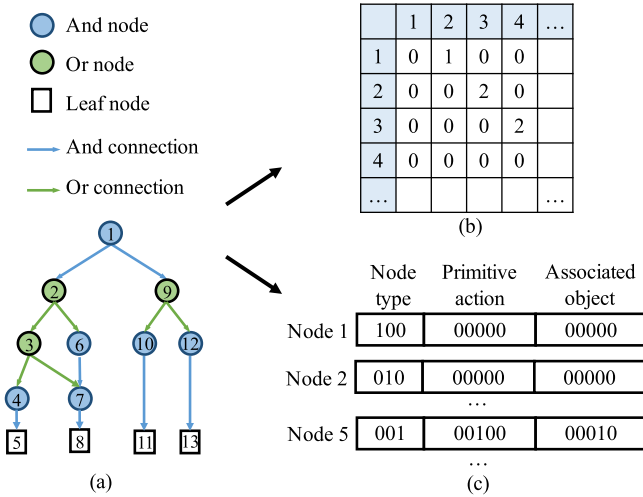 And node
Or node
Leaf node
And connection
Or connection
1
2 9
3 6 10 12
4 7
5 8 11 13
(a)
1 2 3 4 …
1 0 1 0 0
2 0 0 2 0
3 0 0 0 2
4 0 0 0 0
… …
(b)
Node type Primitive action Associated object
Node 1 100 00000 00000
Node 2 010 00000 00000
…
Node 5 001 00100 00010
…
(c)